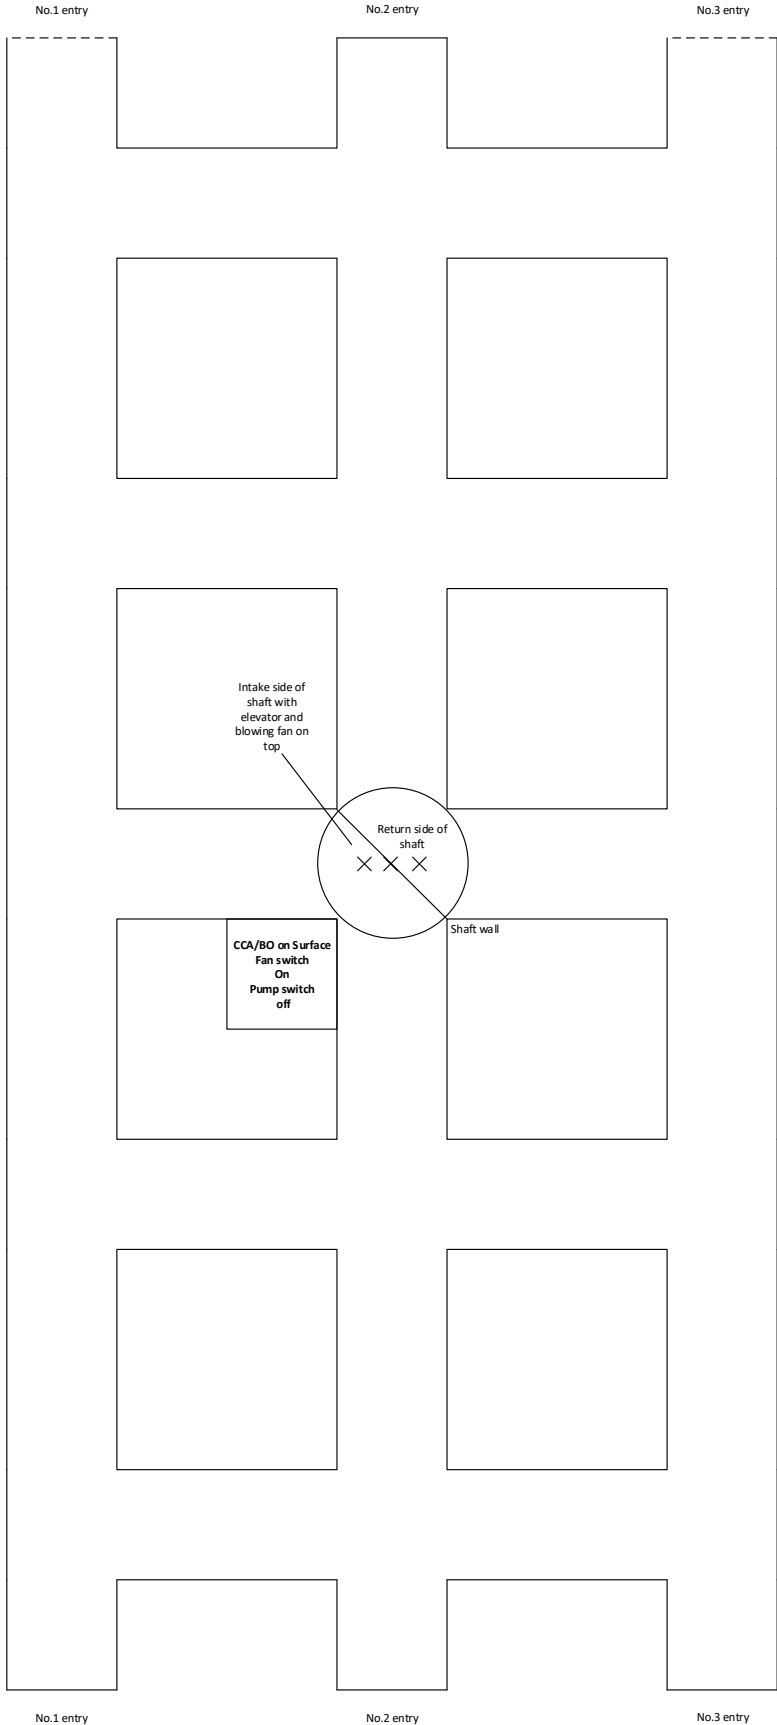 No.1 entry
No.2 entry
No.3 entry
Intake side of
shaft with
elevator and
blowing fan on
top
Return side of
shaft
Shaft wall
CCA/BO on Surface
Fan switch
On
Pump switch
off
No.1 entry
No.2 entry
No.3 entry